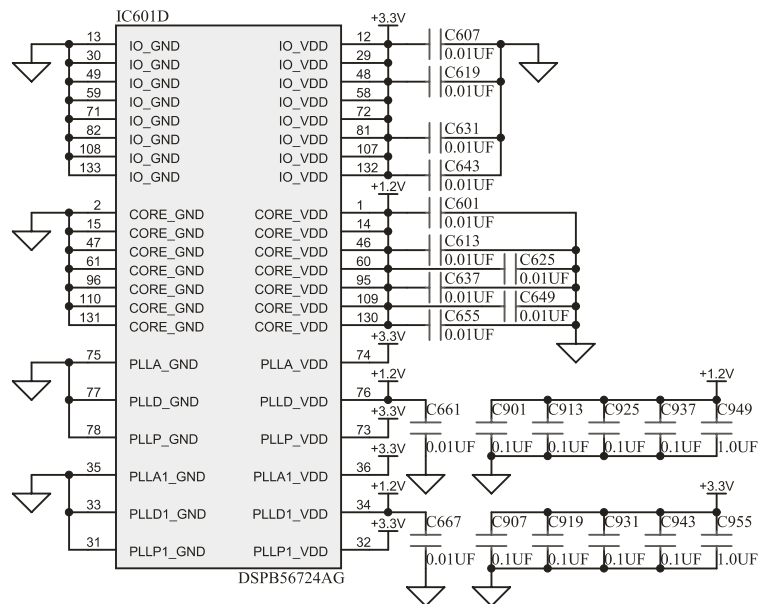 IC601D
+3.3V
13 IO_GND IO_VDD 12 C607
0.01UF
30 IO_GND IO_VDD 29
49 IO_GND IO_VDD 48 C619
0.01UF
59 IO_GND IO_VDD 58
71 IO_GND IO_VDD 72
82 IO_GND IO_VDD 81 C631
0.01UF
108 IO_GND IO_VDD 107
133 IO_GND IO_VDD 132 C643
0.01UF
+1.2V
2 CORE_GND CORE_VDD 1 C601
0.01UF
15 CORE_GND CORE_VDD 14
47 CORE_GND CORE_VDD 46 C613
0.01UF
61 CORE_GND CORE_VDD 60 C625
0.01UF
96 CORE_GND CORE_VDD 95 C637
0.01UF
110 CORE_GND CORE_VDD 109 C649
0.01UF
131 CORE_GND CORE_VDD 130 C655
0.01UF
+3.3V
75 PLLA_GND PLLA_VDD 74
+1.2V +1.2V
77 PLLD_GND PLLD_VDD 76
C661 C901 C913 C925 C937 C949
+3.3V
78 PLLP_GND PLLP_VDD 73
0.01UF 0.1UF 0.1UF 0.1UF 0.1UF 1.0UF
+3.3V
35 PLLA1_GND PLLA1_VDD 36
+1.2V +3.3V
33 PLLD1_GND PLLD1_VDD 34
C667 C907 C919 C931 C943 C955
+3.3V
31 PLLP1_GND PLLP1_VDD 32
0.01UF 0.1UF 0.1UF 0.1UF 0.1UF 1.0UF
DSPB56724AG